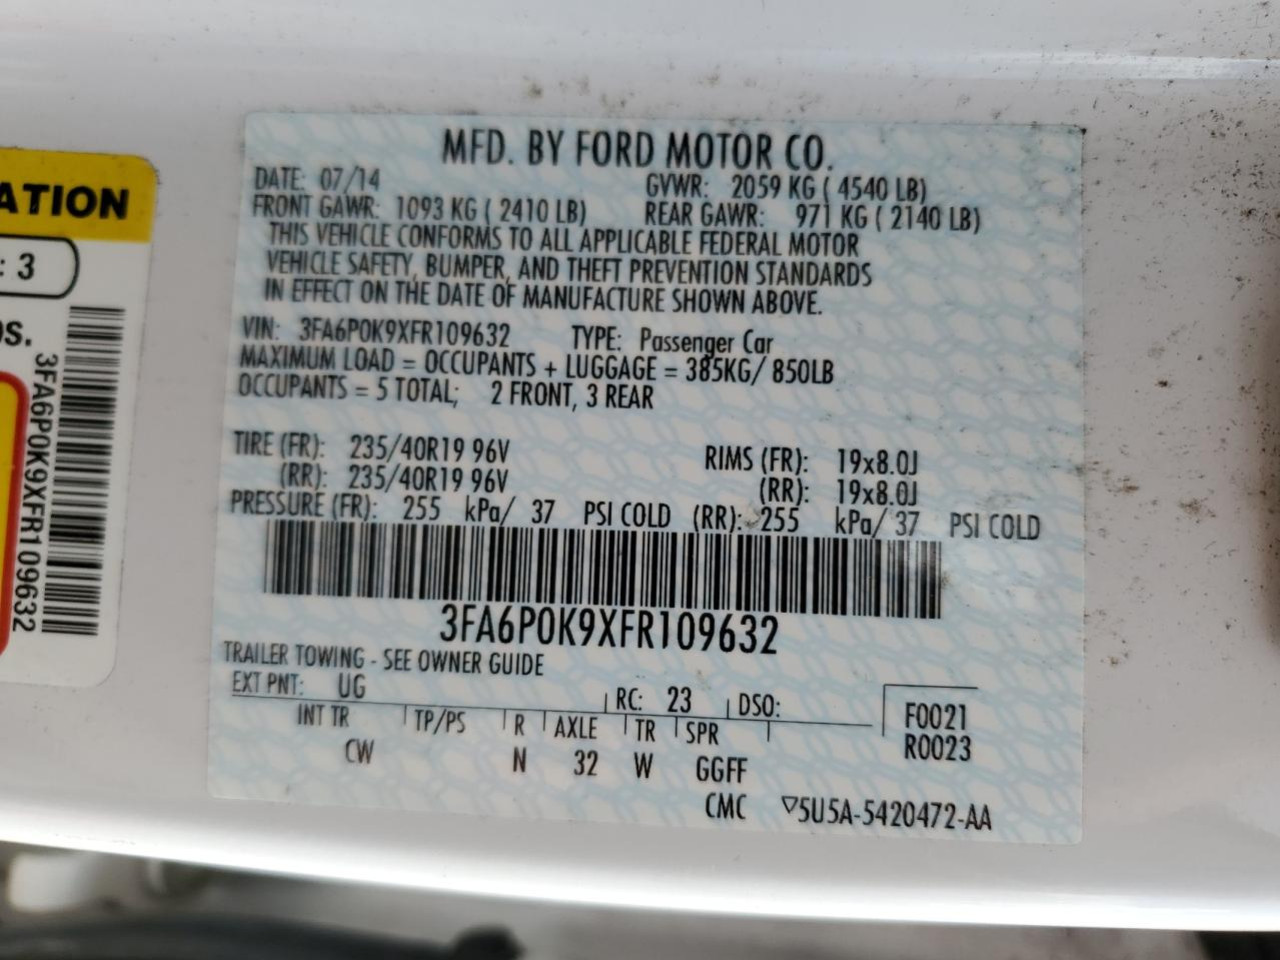 MFD. BY FORD MOTOR CO.
DATE: 07/14 GVWR: 2059 KG ( 4540 LB)
FRONT GAWR: 1093 KG ( 2410 LB) REAR GAWR: 971 KG ( 2140 LB)
THIS VEHICLE CONFORMS TO ALL APPLICABLE FEDERAL MOTOR
VEHICLE SAFETY, BUMPER, AND THEFT PREVENTION STANDARDS
IN EFFECT ON THE DATE OF MANUFACTURE SHOWN ABOVE.
VIN: 3FA6P0K9XFR109632 TYPE: Passenger Car
MAXIMUM LOAD = OCCUPANTS + LUGGAGE = 385KG/ 850LB
OCCUPANTS = 5 TOTAL; 2 FRONT, 3 REAR
TIRE (FR): 235/40R19 96V RIMS (FR): 19x8.0J
(RR): 235/40R19 96V (RR): 19x8.0J
PRESSURE (FR): 255 kPa/ 37 PSI COLD (RR): 255 kPa/ 37 PSI COLD
3FA6P0K9XFR109632
TRAILER TOWING - SEE OWNER GUIDE
EXT PNT: UG RC: 23 DSO:
INT TR TP/PS R AXLE TR SPR
CW N 32 W GGFF
F0021
R0023
CMC ▽5U5A-5420472-AA
ATION
: 3
os.
3FA6P0K9XFR109632